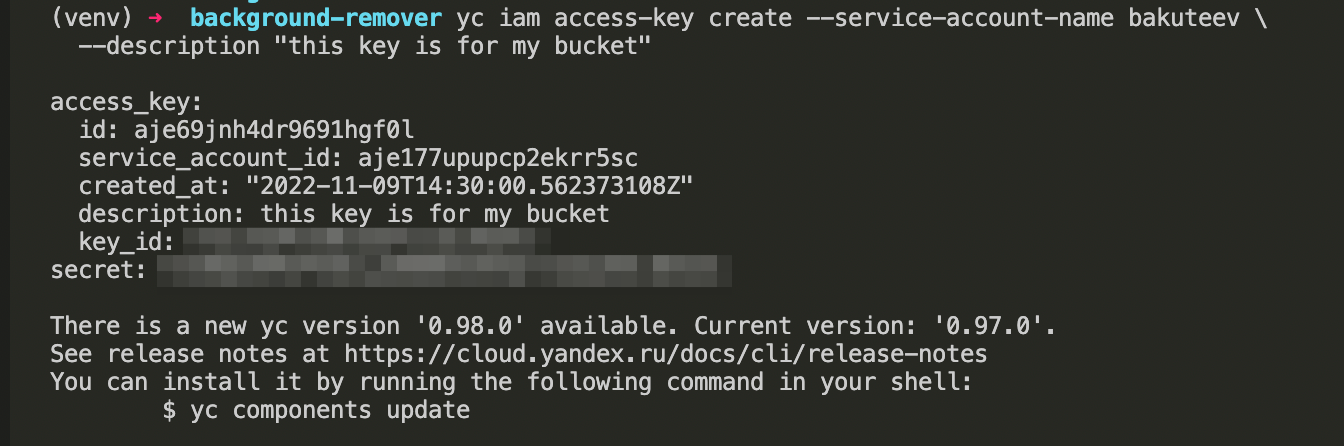 (venv) → background-remover yc iam access-key create --service-account-name bakuteev \
--description "this key is for my bucket"
access_key:
id: aje69jnh4dr9691hgf0l
service_account_id: aje177upupcp2ekrr5sc
created_at: "2022-11-09T14:30:00.562373108Z"
description: this key is for my bucket
key_id:
secret:
There is a new yc version '0.98.0' available. Current version: '0.97.0'.
See release notes at https://cloud.yandex.ru/docs/cli/release-notes
You can install it by running the following command in your shell:
$ yc components update